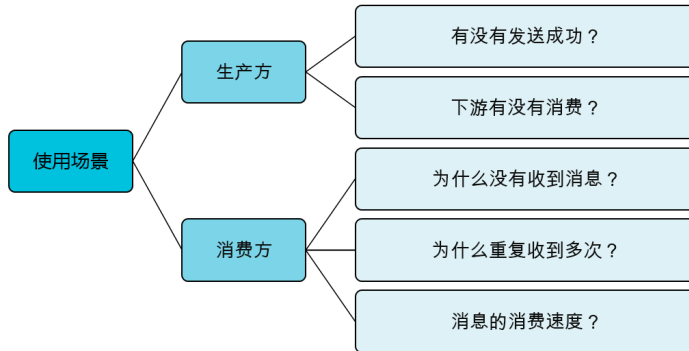 使用场景
生产方
有没有发送成功？
下游有没有消费？
消费方
为什么没有收到消息？
为什么重复收到多次？
消息的消费速度？